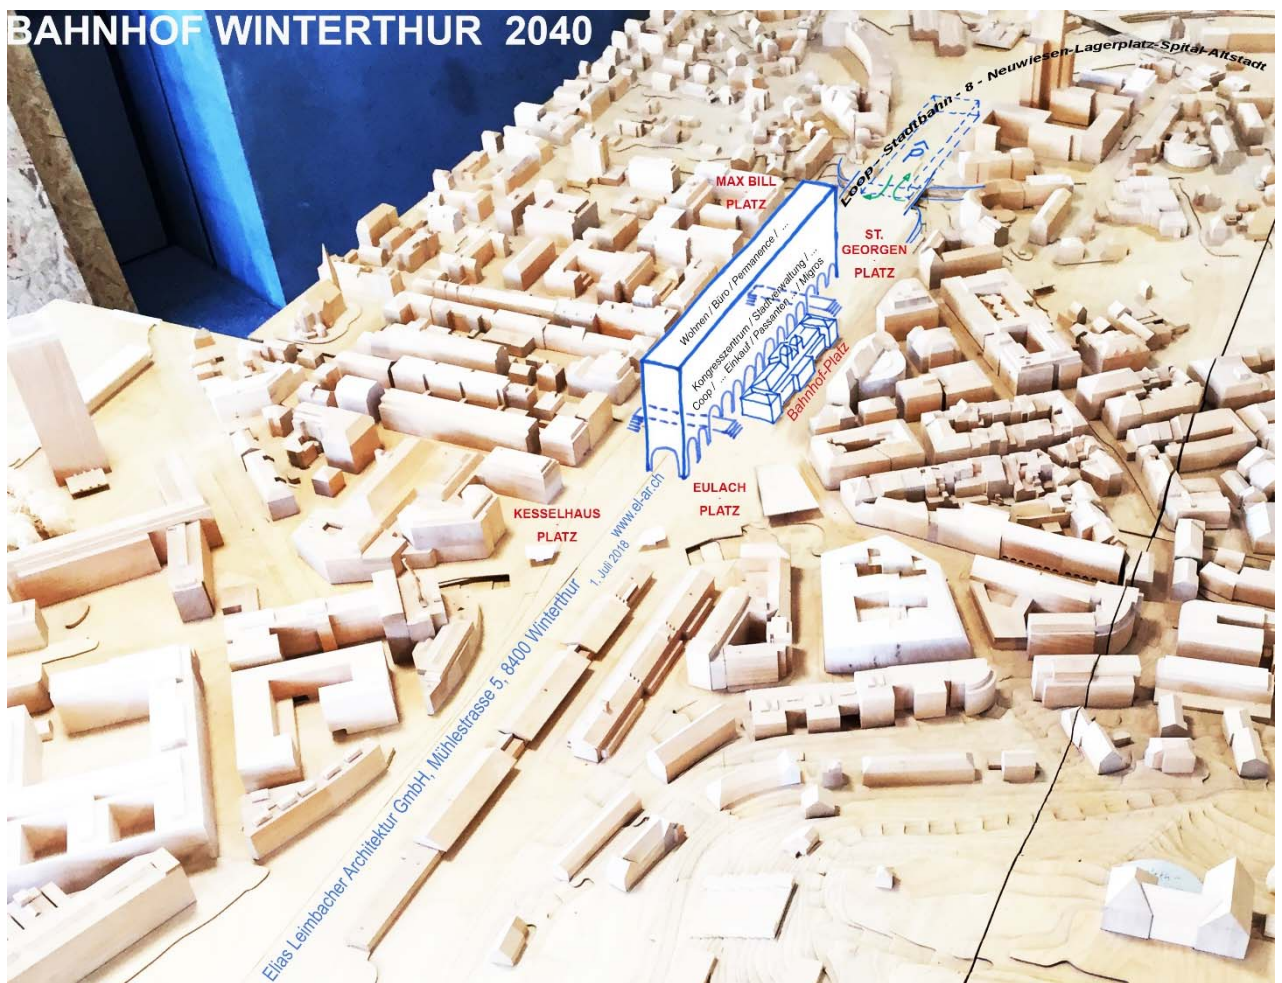 BAHNHOF WINTERTHUR 2040
Loop - Stadtbahn - 8 - Neuwiesen-Lagerplatz-Spital-Altstadt
P
MAX BILL
PLATZ
ST.
GEORGEN
PLATZ
Wohnen / Büro / Permanence / ...
Kongresszentrum / Stadtverwaltung / ...
Coop / ... Einkauf / Passanten ... / Migros
Bahnhof-Platz
EULACH
PLATZ
KESSELHAUS
PLATZ
Elias Leimbacher Architektur GmbH, Mühlestrasse 5, 8400 Winterthur 1. Juli 2018 www.el-ar.ch